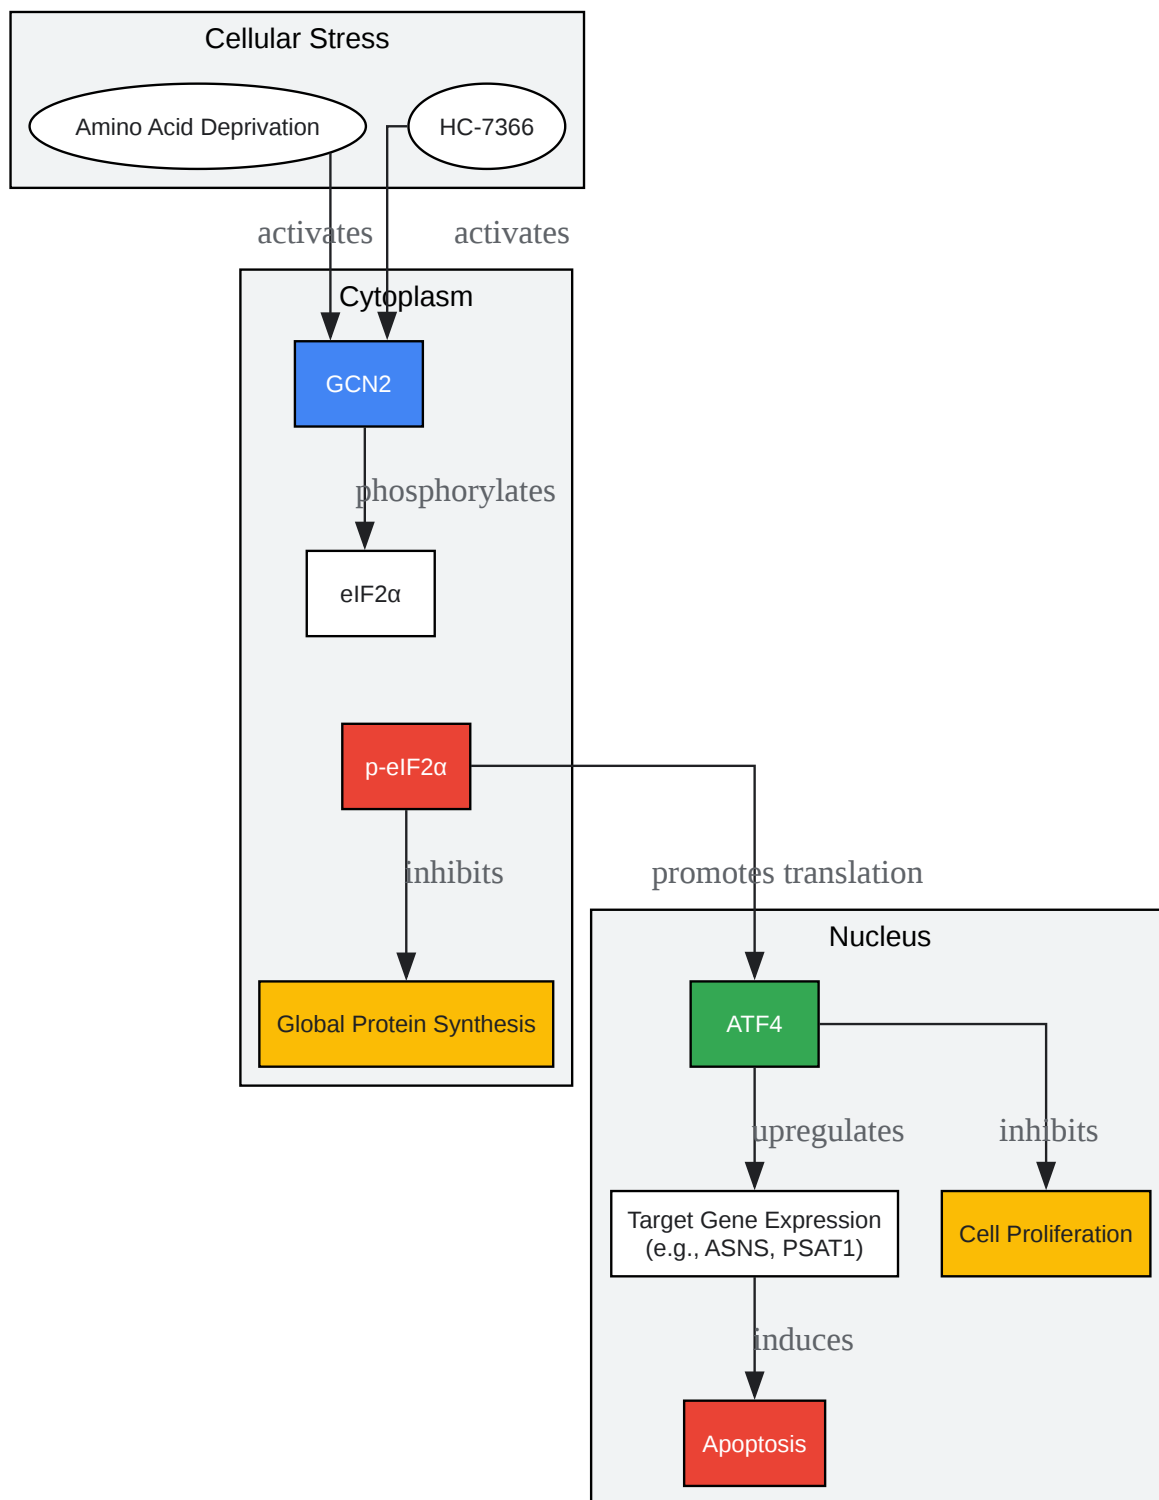 Cellular Stress
Amino Acid Deprivation
HC-7366
activates
activates
Cytoplasm
GCN2
phosphorylates
eIF2α
p-eIF2α
inhibits
promotes translation
Nucleus
Global Protein Synthesis
ATF4
upregulates
inhibits
Target Gene Expression
(e.g., ASNS, PSAT1)
Cell Proliferation
induces
Apoptosis